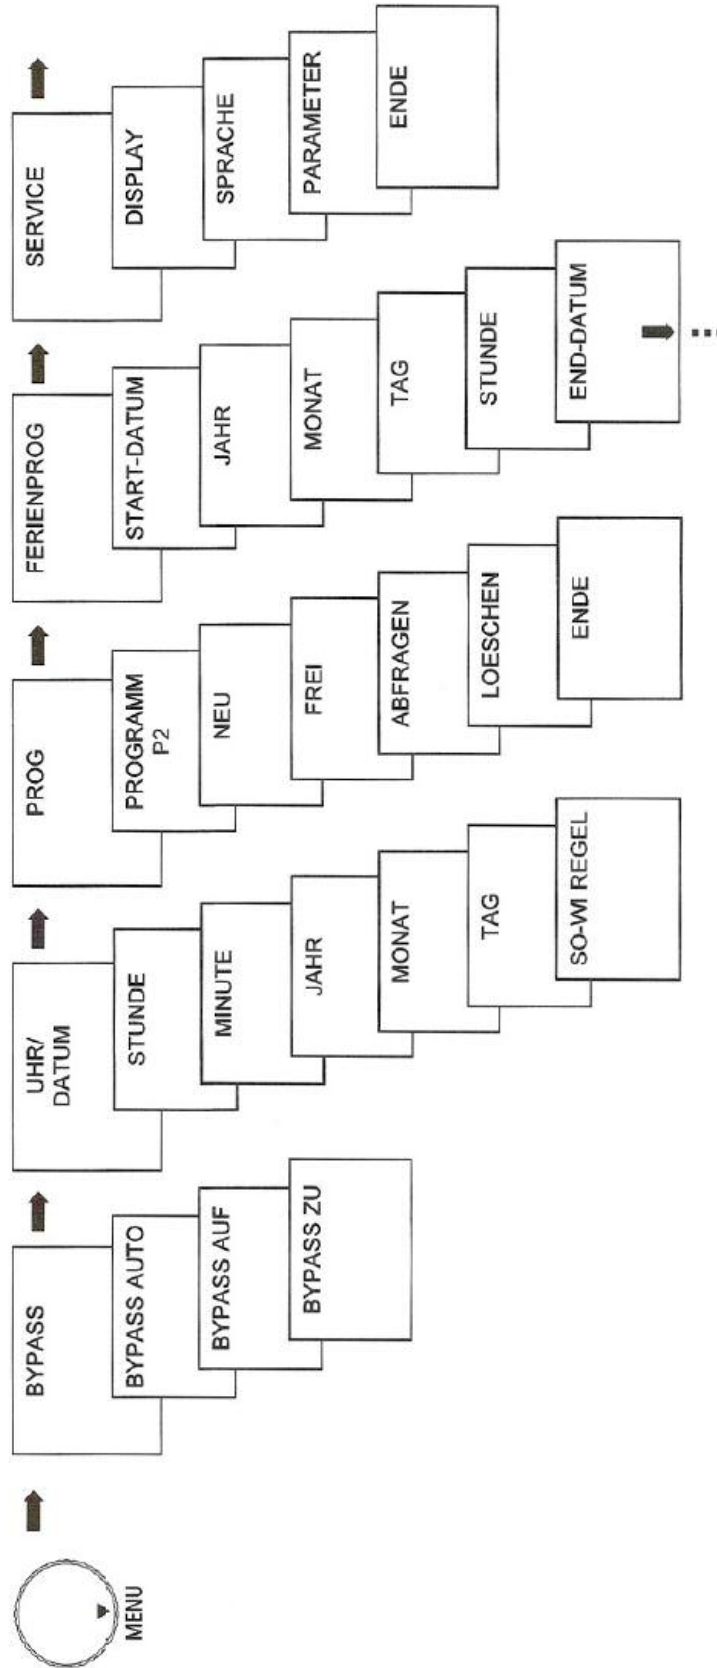 MENU
BYPASS
BYPASS AUTO
BYPASS AUF
BYPASS ZU
UHR/
DATUM
STUNDE
MINUTE
JAHR
MONAT
TAG
SO-WI REGEL
PROG
PROGRAMM
P2
NEU
FREI
ABFRAGEN
LOESCHEN
ENDE
FERIENPROG
START-DATUM
JAHR
MONAT
TAG
STUNDE
END-DATUM
SERVICE
DISPLAY
SPRACHE
PARAMETER
ENDE